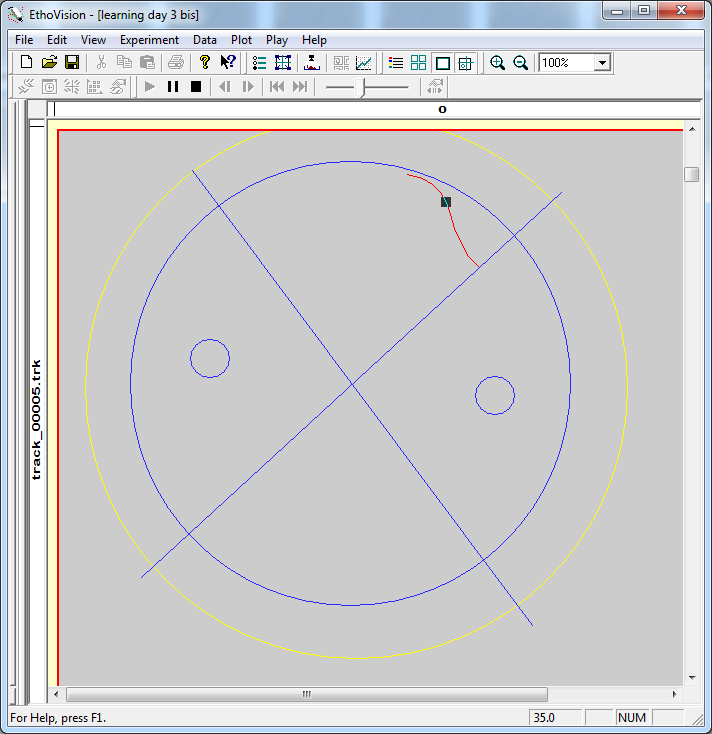 EthoVision - [learning day 3 bis]
File Edit View Experiment Data Plot Play Help
100%
o
track_00005.trk
For Help, press F1.
35.0
NUM